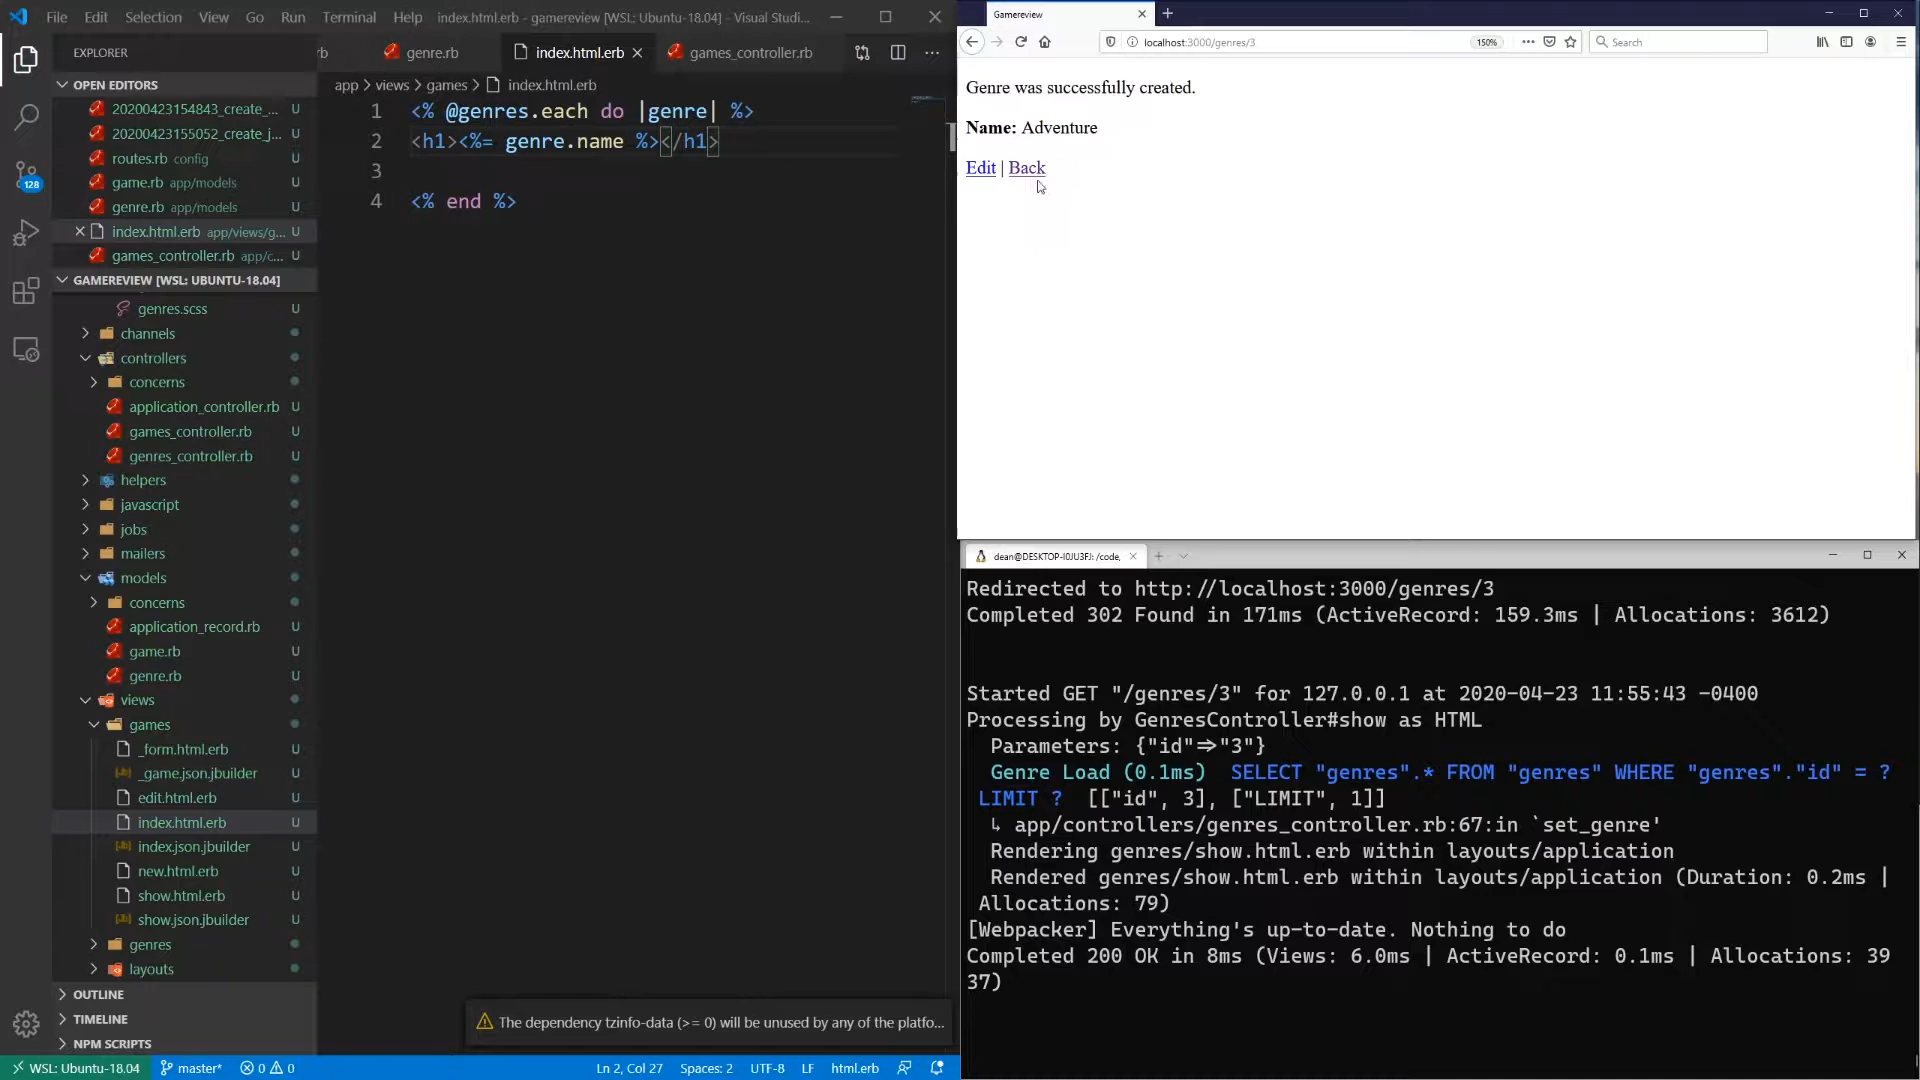 File Edit Selection View Go Run Terminal Help index.html.erb - gamereview [WSL: Ubuntu-18.04] - Visual Studi...
EXPLORER
OPEN EDITORS
20200423154843_create_... U
20200423155052_create_j... U
routes.rb config U
game.rb app/models U
genre.rb app/models U
index.html.erb app/views/g... U
games_controller.rb app/c... U
GAMEREVIEW [WSL: UBUNTU-18.04]
genres.scss U
channels
controllers
concerns
application_controller.rb U
games_controller.rb U
genres_controller.rb U
helpers
javascript
jobs
mailers
models
concerns
application_record.rb U
game.rb U
genre.rb U
views
games
_form.html.erb U
_game.json.jbuilder U
edit.html.erb U
index.html.erb U
index.json.jbuilder U
new.html.erb U
show.html.erb U
show.json.jbuilder U
genres
layouts
OUTLINE
TIMELINE
NPM SCRIPTS
128
rb genre.rb index.html.erb games_controller.rb
app > views > games > index.html.erb
1 <% @genres.each do |genre| %>
2 <h1><%= genre.name %></h1>
3
4 <% end %>
The dependency tzinfo-data (>= 0) will be unused by any of the platfo...
WSL: Ubuntu-18.04 master* 0 0 Ln 2, Col 27 Spaces: 2 UTF-8 LF html.erb
Gamereview
localhost:3000/genres/3 150% Search
Genre was successfully created.
Name: Adventure
Edit | Back
dean@DESKTOP-I0JU3FJ: /code,
Redirected to http://localhost:3000/genres/3
Completed 302 Found in 171ms (ActiveRecord: 159.3ms | Allocations: 3612)
Started GET "/genres/3" for 127.0.0.1 at 2020-04-23 11:55:43 -0400
Processing by GenresController#show as HTML
Parameters: {"id"=>"3"}
Genre Load (0.1ms) SELECT "genres".* FROM "genres" WHERE "genres"."id" = ?
LIMIT ? [["id", 3], ["LIMIT", 1]]
↳ app/controllers/genres_controller.rb:67:in `set_genre'
Rendering genres/show.html.erb within layouts/application
Rendered genres/show.html.erb within layouts/application (Duration: 0.2ms |
Allocations: 79)
[Webpacker] Everything's up-to-date. Nothing to do
Completed 200 OK in 8ms (Views: 6.0ms | ActiveRecord: 0.1ms | Allocations: 39
37)